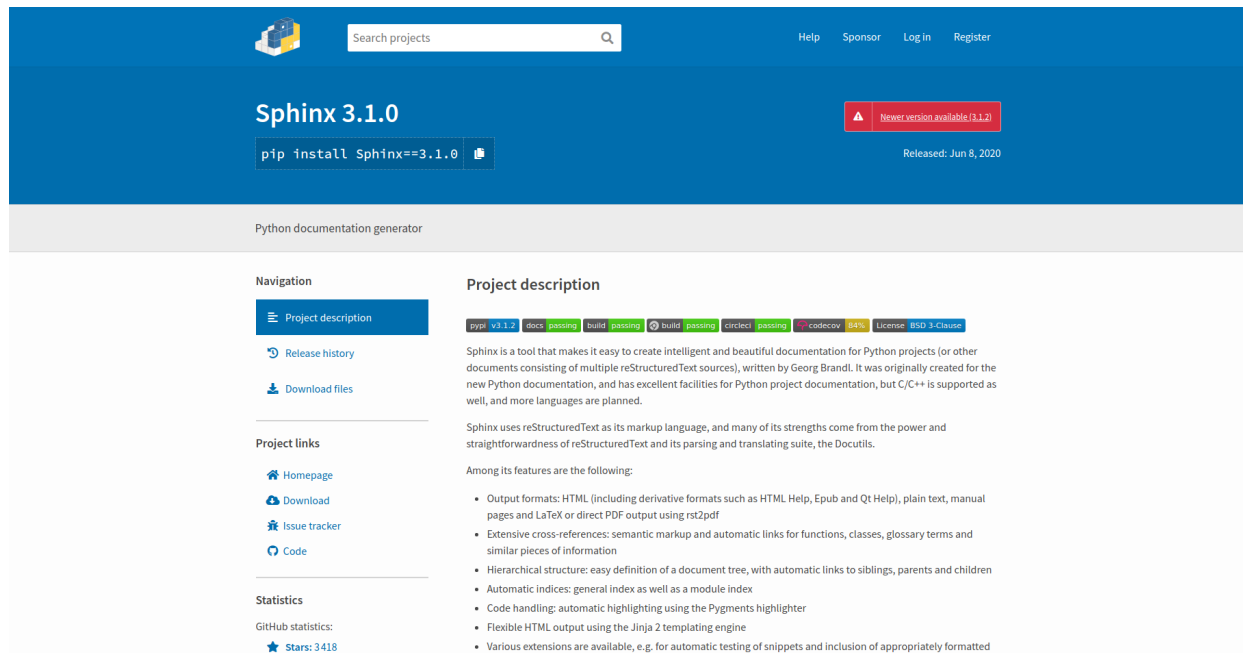 Search projects
Help
Sponsor
Log in
Register
Sphinx 3.1.0
Newer version available (3.1.2)
pip install Sphinx==3.1.0
Released: Jun 8, 2020
Python documentation generator
Navigation
Project description
Release history
Download files
Project links
Homepage
Download
Issue tracker
Code
Statistics
GitHub statistics:
Stars: 3418
Project description
pypi v3.1.2 docs passing build passing build passing circleci passing codecov 84% License BSD 3-Clause
Sphinx is a tool that makes it easy to create intelligent and beautiful documentation for Python projects (or other
documents consisting of multiple reStructuredText sources), written by Georg Brandl. It was originally created for the
new Python documentation, and has excellent facilities for Python project documentation, but C/C++ is supported as
well, and more languages are planned.
Sphinx uses reStructuredText as its markup language, and many of its strengths come from the power and
straightforwardness of reStructuredText and its parsing and translating suite, the Docutils.
Among its features are the following:
• Output formats: HTML (including derivative formats such as HTML Help, Epub and Qt Help), plain text, manual
pages and LaTeX or direct PDF output using rst2pdf
• Extensive cross-references: semantic markup and automatic links for functions, classes, glossary terms and
similar pieces of information
• Hierarchical structure: easy definition of a document tree, with automatic links to siblings, parents and children
• Automatic indices: general index as well as a module index
• Code handling: automatic highlighting using the Pygments highlighter
• Flexible HTML output using the Jinja 2 templating engine
• Various extensions are available, e.g. for automatic testing of snippets and inclusion of appropriately formatted